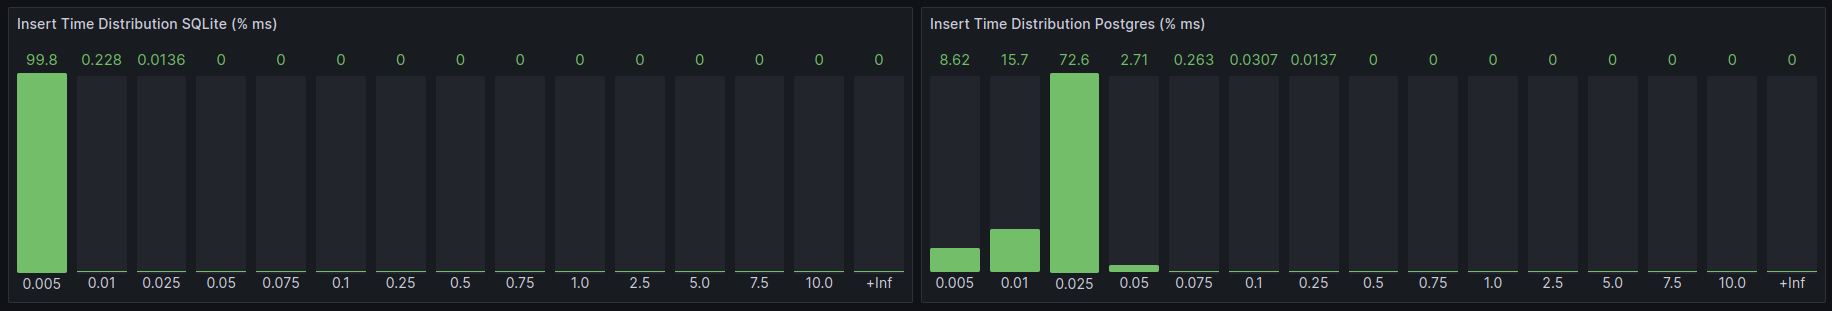 Insert Time Distribution SQLite (% ms)
99.8 0.228 0.0136 0 0 0 0 0 0 0 0 0 0 0 0
0.005 0.01 0.025 0.05 0.075 0.1 0.25 0.5 0.75 1.0 2.5 5.0 7.5 10.0 +Inf
Insert Time Distribution Postgres (% ms)
8.62 15.7 72.6 2.71 0.263 0.0307 0.0137 0 0 0 0 0 0 0 0
0.005 0.01 0.025 0.05 0.075 0.1 0.25 0.5 0.75 1.0 2.5 5.0 7.5 10.0 +Inf